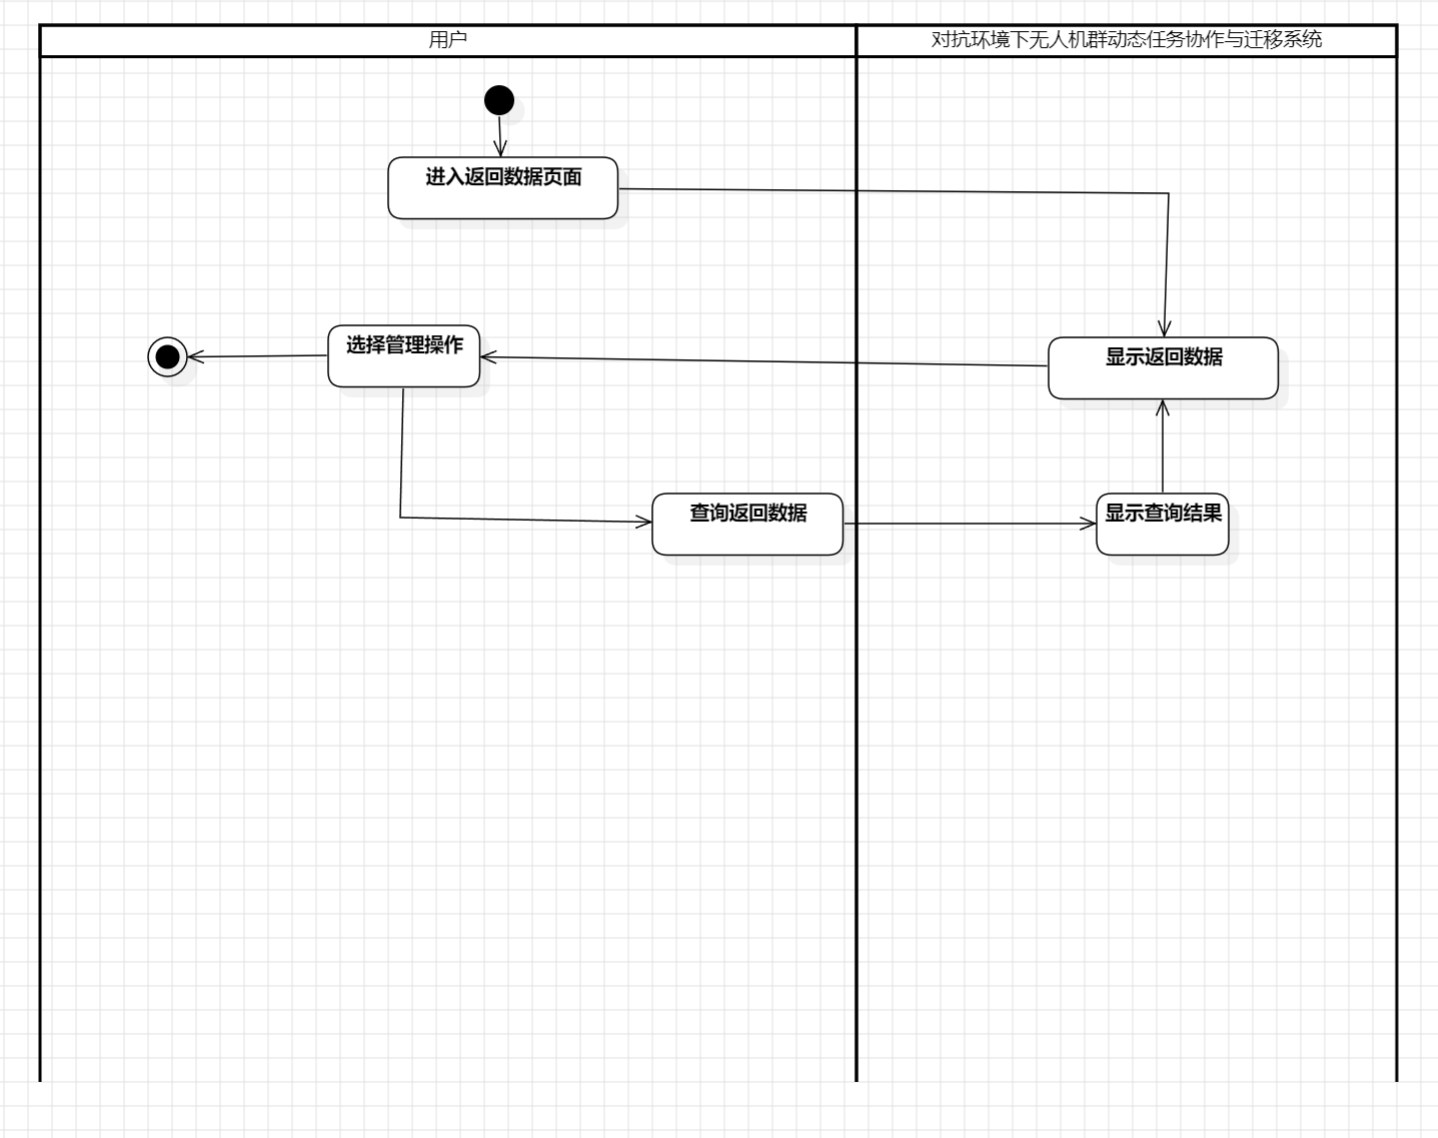 用户
对抗环境下无人机群动态任务协作与迁移系统
进入返回数据页面
选择管理操作
显示返回数据
查询返回数据
显示查询结果